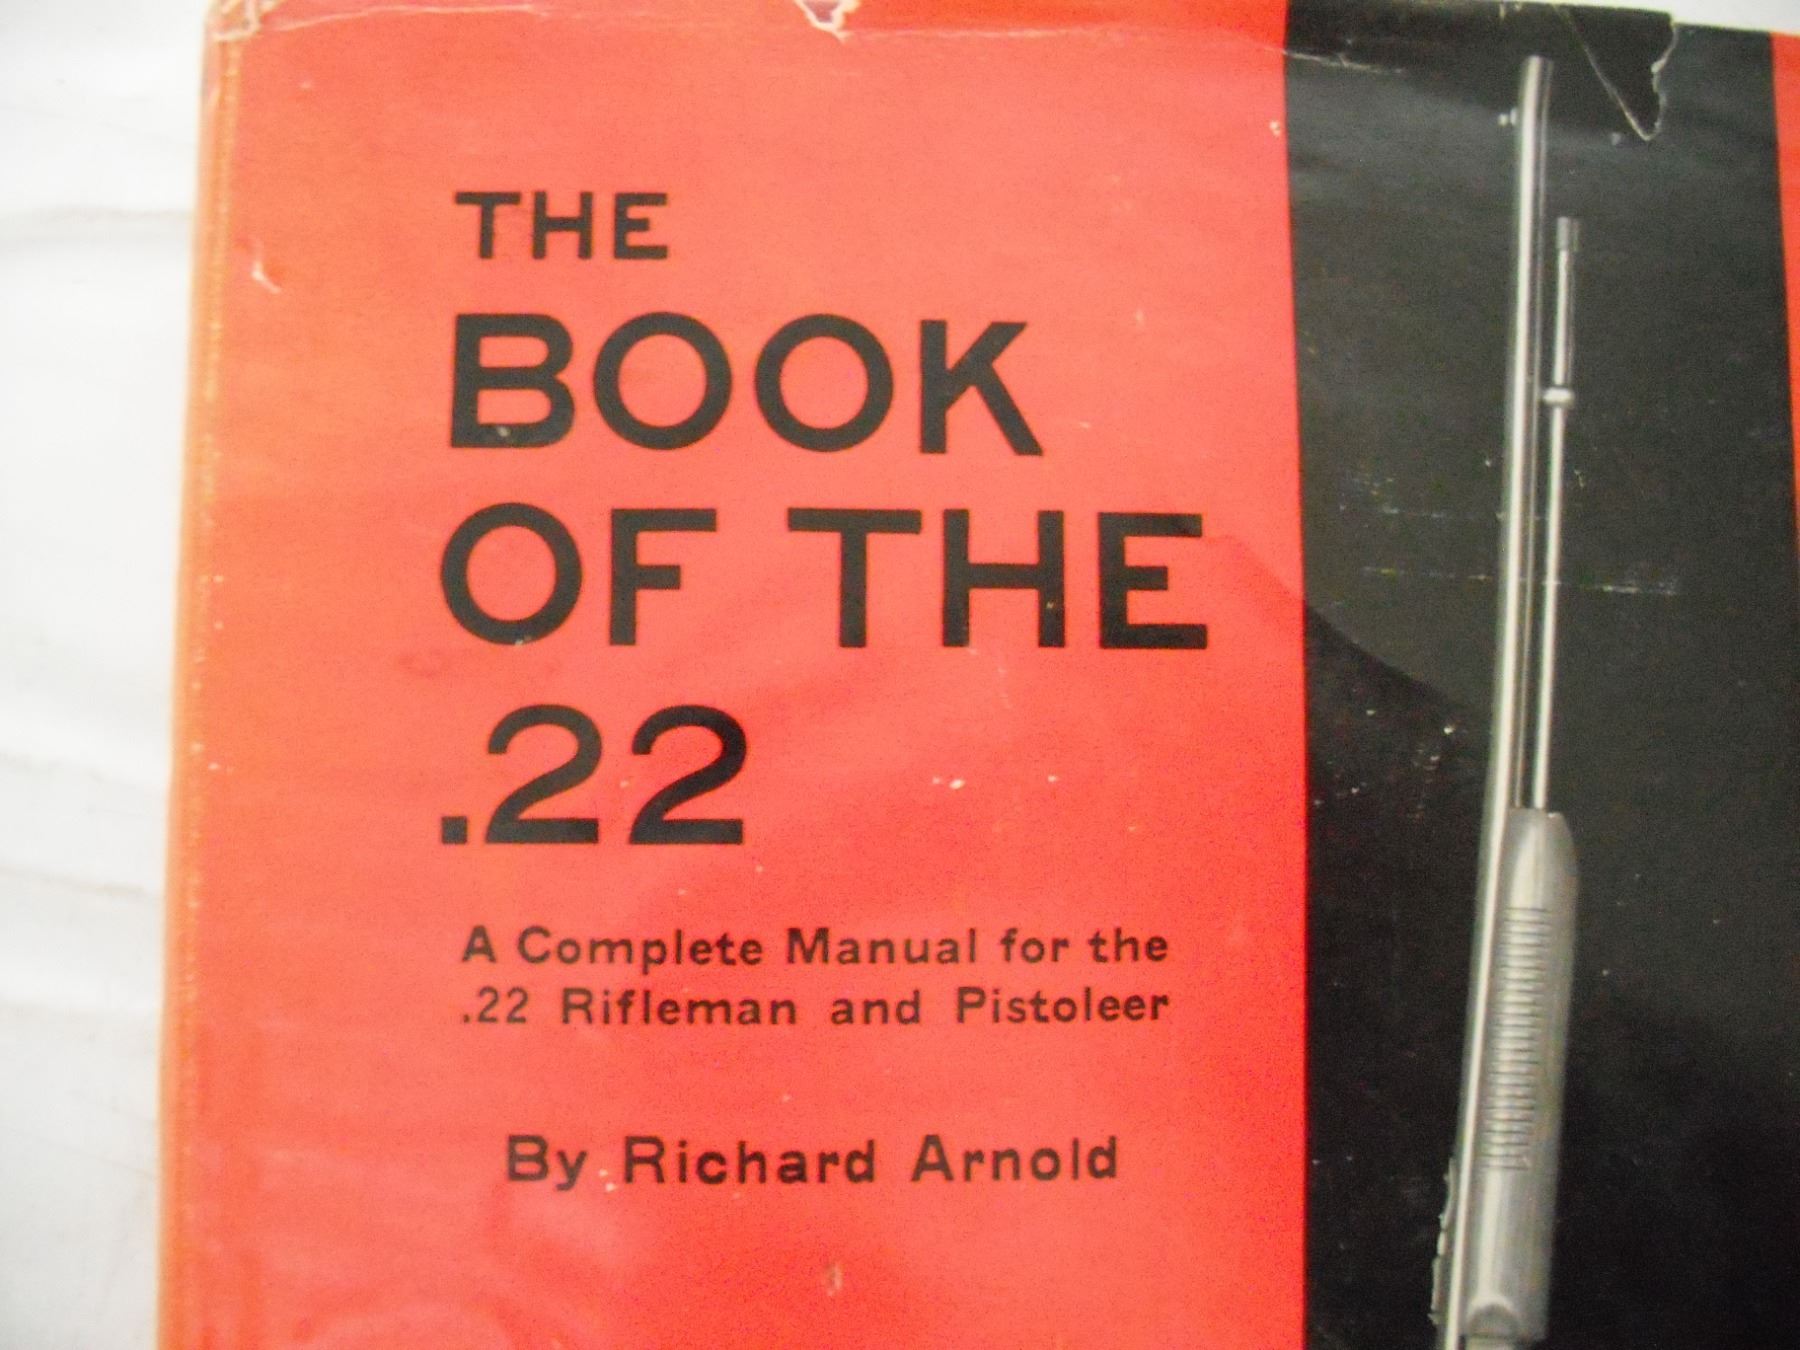 THE
BOOK
OF THE
.22
A Complete Manual for the
.22 Rifleman and Pistoleer
By Richard Arnold